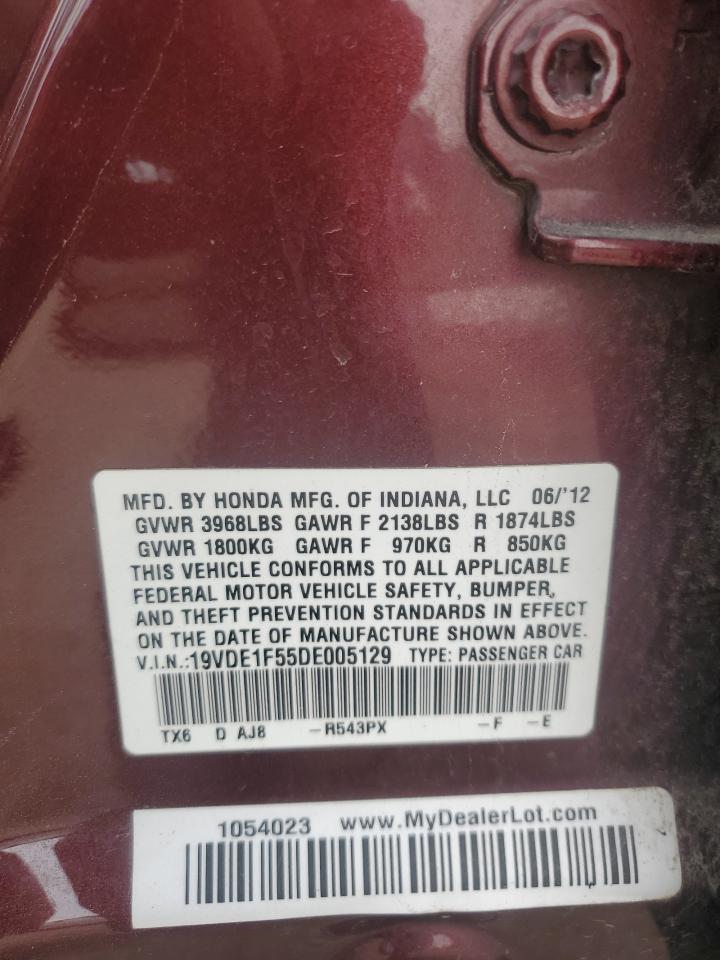 MFD. BY HONDA MFG. OF INDIANA, LLC 06/'12
GVWR 3968LBS GAWR F 2138LBS R 1874LBS
GVWR 1800KG GAWR F 970KG R 850KG
THIS VEHICLE CONFORMS TO ALL APPLICABLE
FEDERAL MOTOR VEHICLE SAFETY, BUMPER,
AND THEFT PREVENTION STANDARDS IN EFFECT
ON THE DATE OF MANUFACTURE SHOWN ABOVE.
V.I.N.:19VDE1F55DE005129 TYPE: PASSENGER CAR
TX6 D AJ8 -R543PX -F -E
1054023 www.MyDealerLot.com